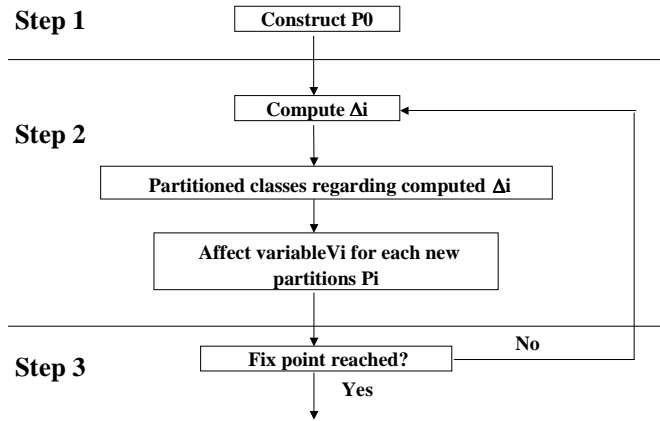 Step 1
Construct P0
Compute Δi
Step 2
Partitioned classes regarding computed Δi
Affect variableVi for each new
partitions Pi
No
Fix point reached?
Step 3
Yes